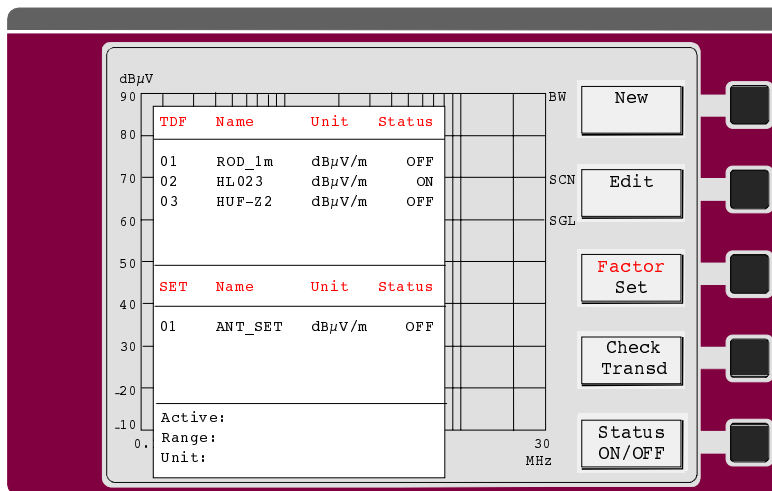 dBµV
90
80
70
60
50
40
30
20
10
0.
30
MHz
BW
SCN
SGL
TDF Name Unit Status
01 ROD_1m dBµV/m OFF
02 HL023 dBµV/m ON
03 HUF-Z2 dBµV/m OFF
SET Name Unit Status
01 ANT_SET dBµV/m OFF
Active:
Range:
Unit:
New
Edit
Factor
Set
Check
Transd
Status
ON/OFF